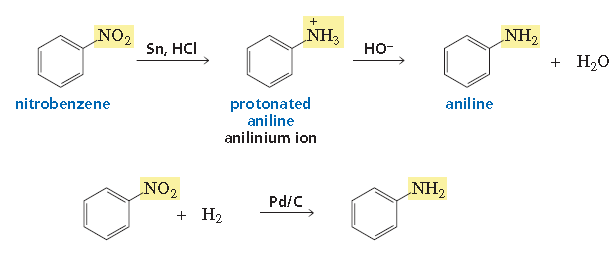 NO₂ Sn, HCl + NH₃ HO⁻ NH₂ + H₂O
nitrobenzene protonated aniline
aniline
anilinium ion
NO₂ + H₂ Pd/C NH₂